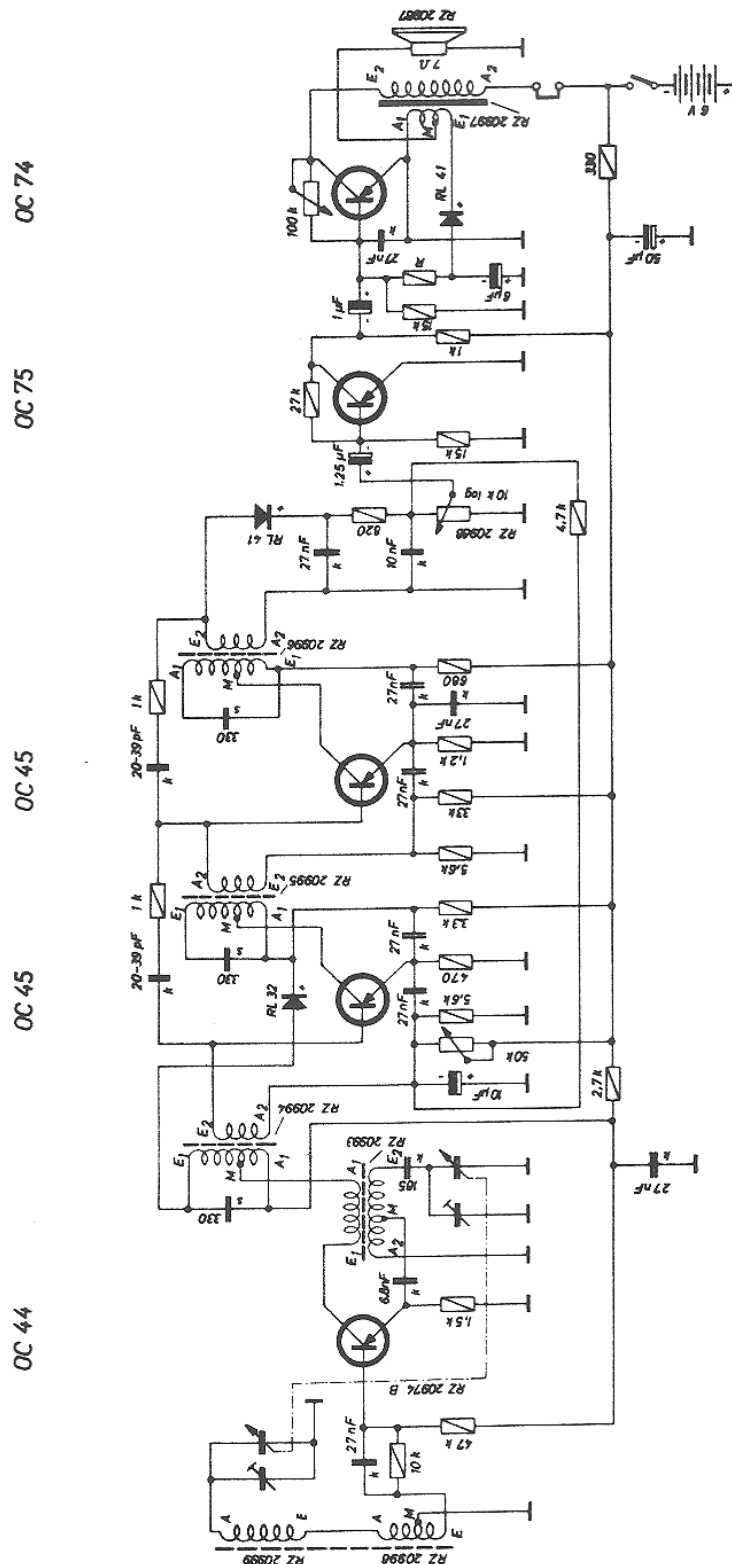 OC 44
OC 45
OC 45
OC 75
OC 74
RZ 20999
A
E
RZ 20998
A
M
E
27 nF
k
10 k
47 k
RZ 20974 B
6.8nF
k
1,5 k
E1
A1
A2
M
E2
RZ 20993
165
k
27 nF
k
2,7 k
330
s
E1
M
A1
E2
A2
RZ 20994
RL 32
+
10 µF
-
+
50 k
5,6 k
27 nF
k
470
27 nF
k
3,3 k
20-39 pF
k
1 k
330
s
E1
M
A1
A2
E2
RZ 20995
5,6 k
33 k
27 nF
k
1,2 k
27 nF
k
27 nF
k
680
20-39 pF
k
1 k
330
s
A1
M
E1
E2
A2
RZ 20996
RL 41
+
27 nF
k
820
10 nF
k
10 k log
RZ 20988
4,7 k
1.25 µF
-
+
15 k
27 k
1 k
1 µF
+
-
15 k
R
6 µF
-
+
27 nF
k
100 k
RL 41
+
A1
M
E1
E2
A2
RZ 20997
7 Ω
RZ 20987
50 µF
-
+
330
6 V
-
+